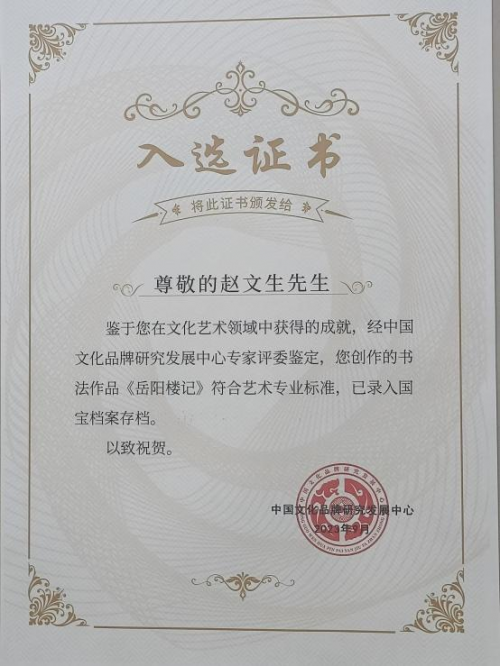 入选证书
将此证书颁发给
尊敬的赵文生先生
鉴于您在文化艺术领域中获得的成就，经中国
文化品牌研究发展中心专家评委鉴定，您创作的书
法作品《岳阳楼记》符合艺术专业标准，已录入国
宝档案存档。
以致祝贺。
中国文化品牌研究发展中心